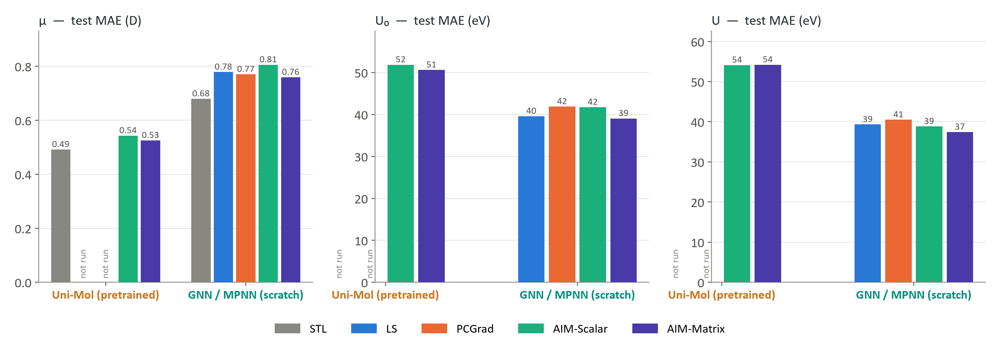 μ — test MAE (D)
0.8
0.6
0.4
0.2
0.0
0.49
not run
not run
0.54
0.53
0.68
0.78
0.77
0.81
0.76
Uni-Mol (pretrained)
GNN / MPNN (scratch)
U₀ — test MAE (eV)
50
40
30
20
10
0
not run
not run
52
51
40
42
42
39
Uni-Mol (pretrained)
GNN / MPNN (scratch)
U — test MAE (eV)
60
50
40
30
20
10
0
not run
not run
54
54
39
41
39
37
Uni-Mol (pretrained)
GNN / MPNN (scratch)
STL LS PCGrad AIM-Scalar AIM-Matrix